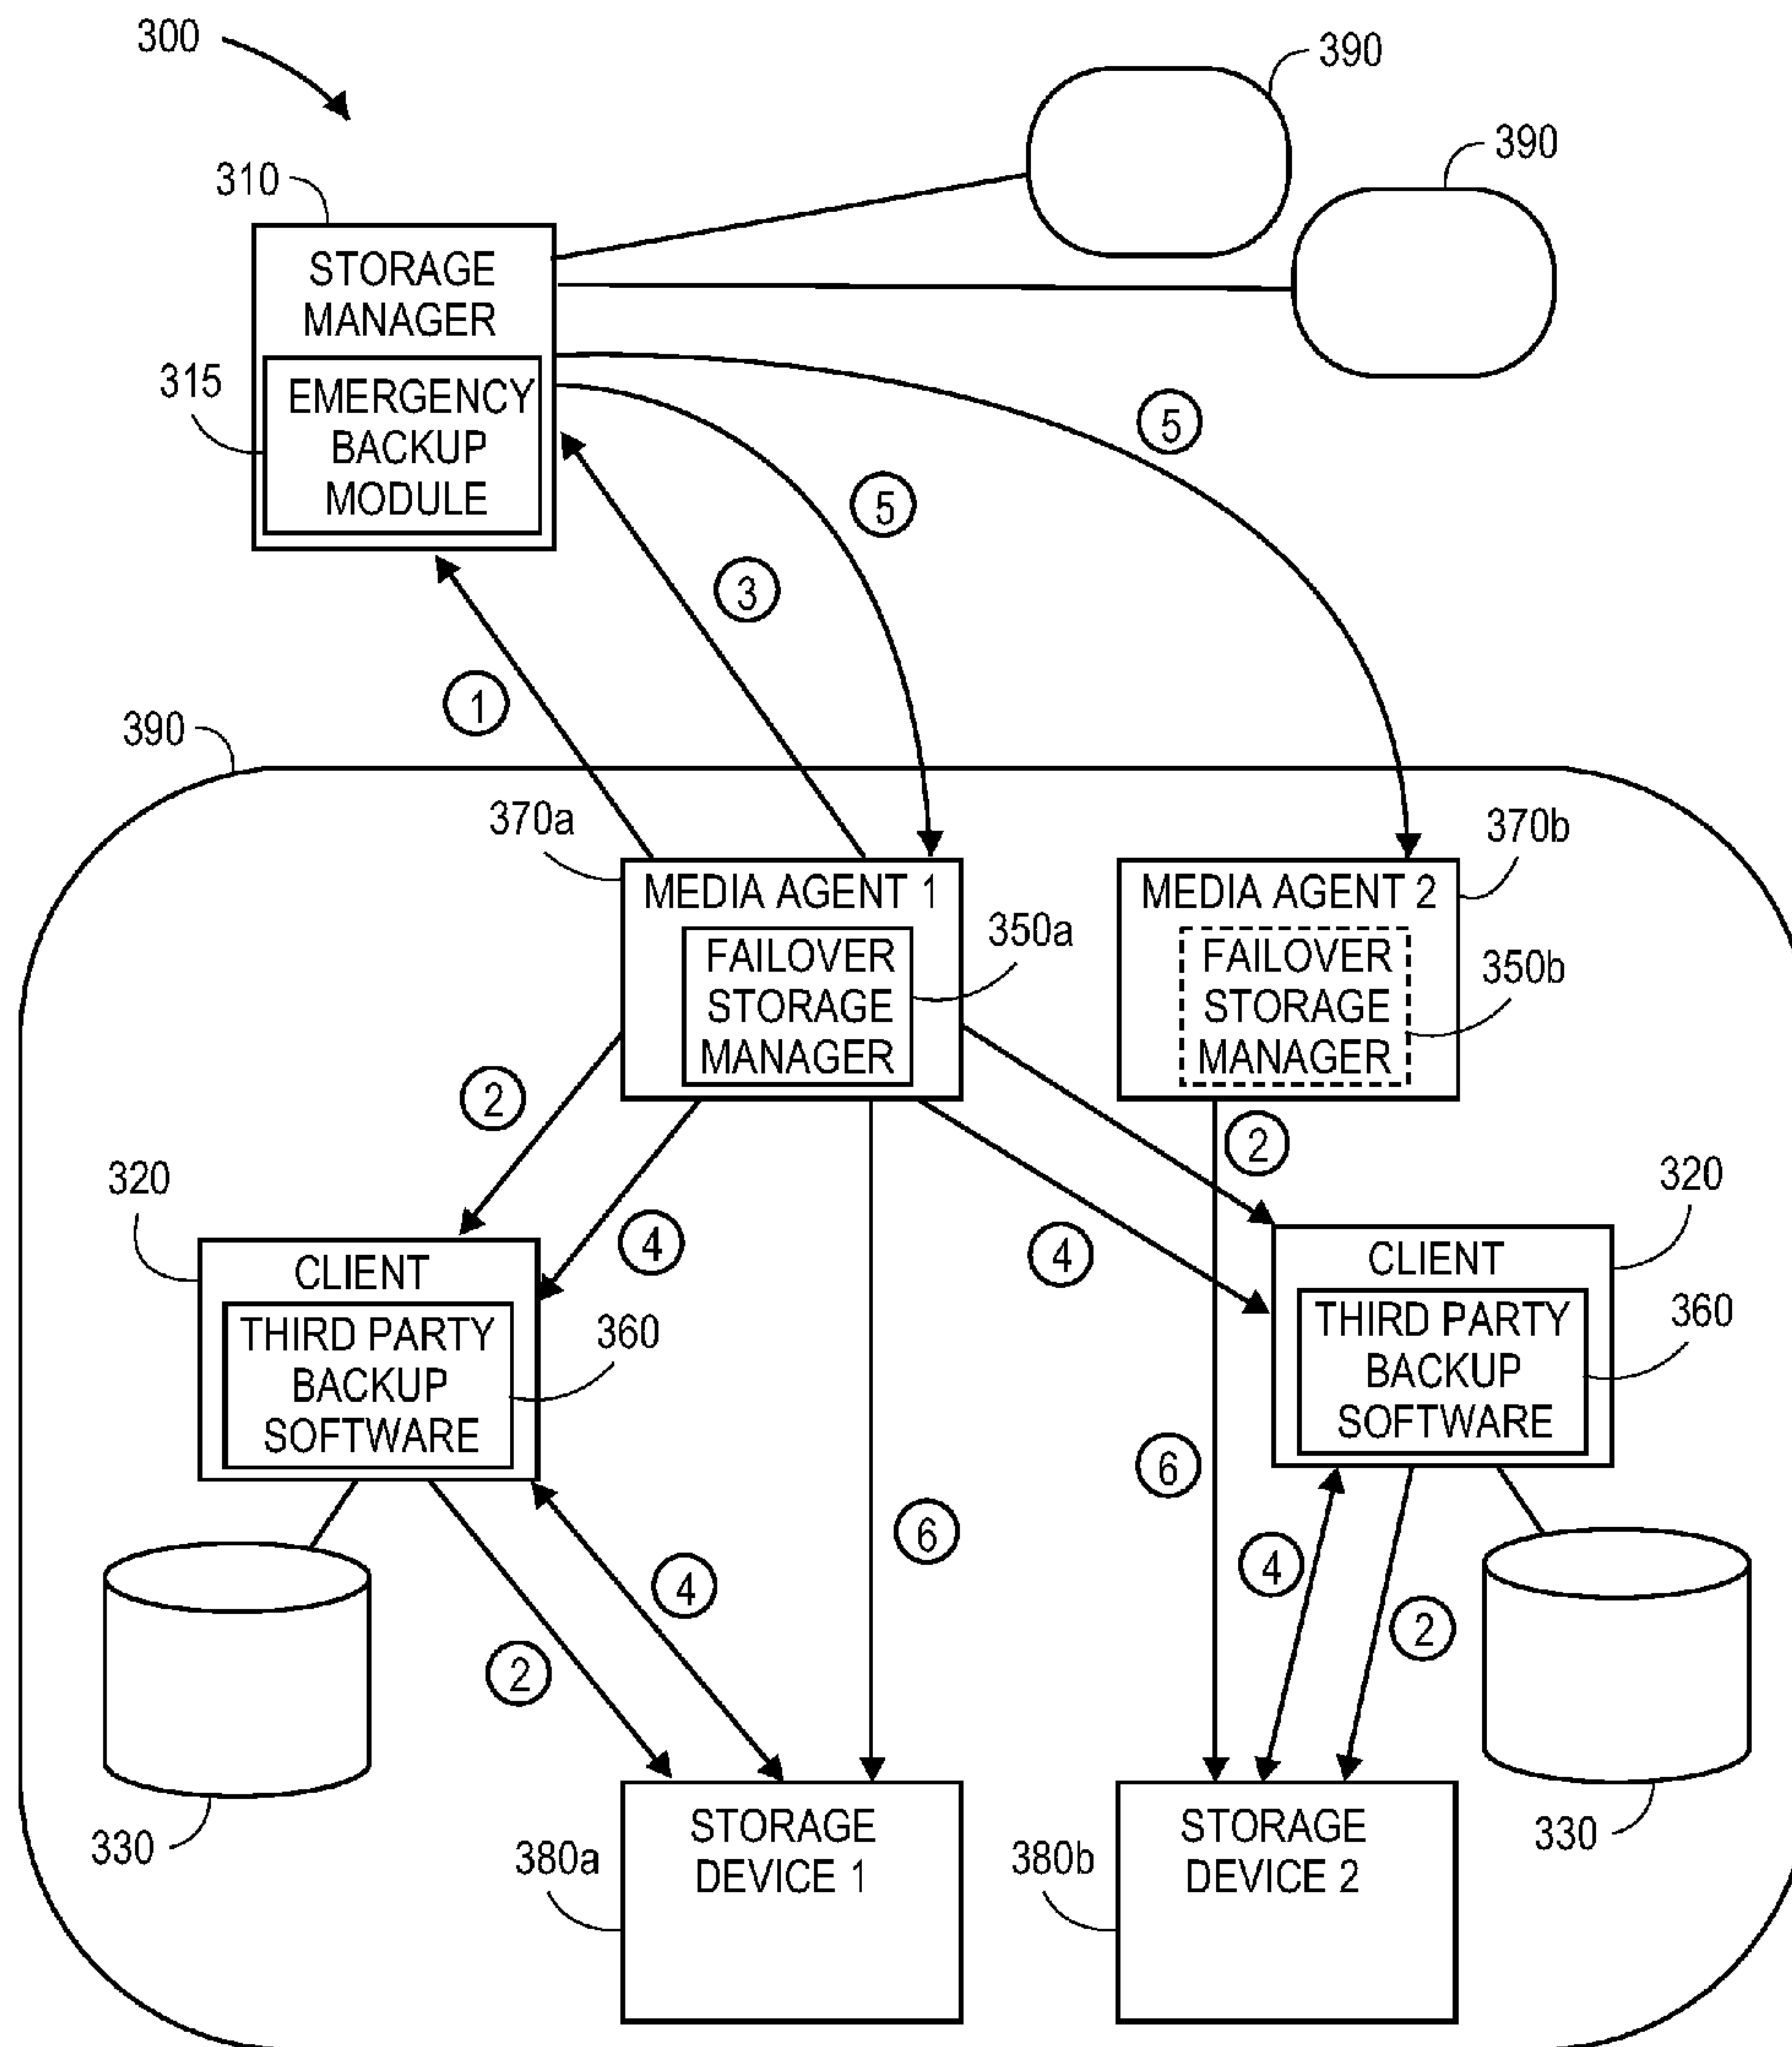 300
390
390
310
STORAGE
MANAGER
315
EMERGENCY
BACKUP
MODULE
5
5
3
1
390
370a
370b
MEDIA AGENT 1
MEDIA AGENT 2
350a
350b
FAILOVER
STORAGE
MANAGER
FAILOVER
STORAGE
MANAGER
2
2
320
320
4
4
CLIENT
THIRD PARTY
BACKUP
SOFTWARE
360
CLIENT
THIRD PARTY
BACKUP
SOFTWARE
360
6
6
4
4
2
2
330
330
380a
STORAGE
DEVICE 1
380b
STORAGE
DEVICE 2